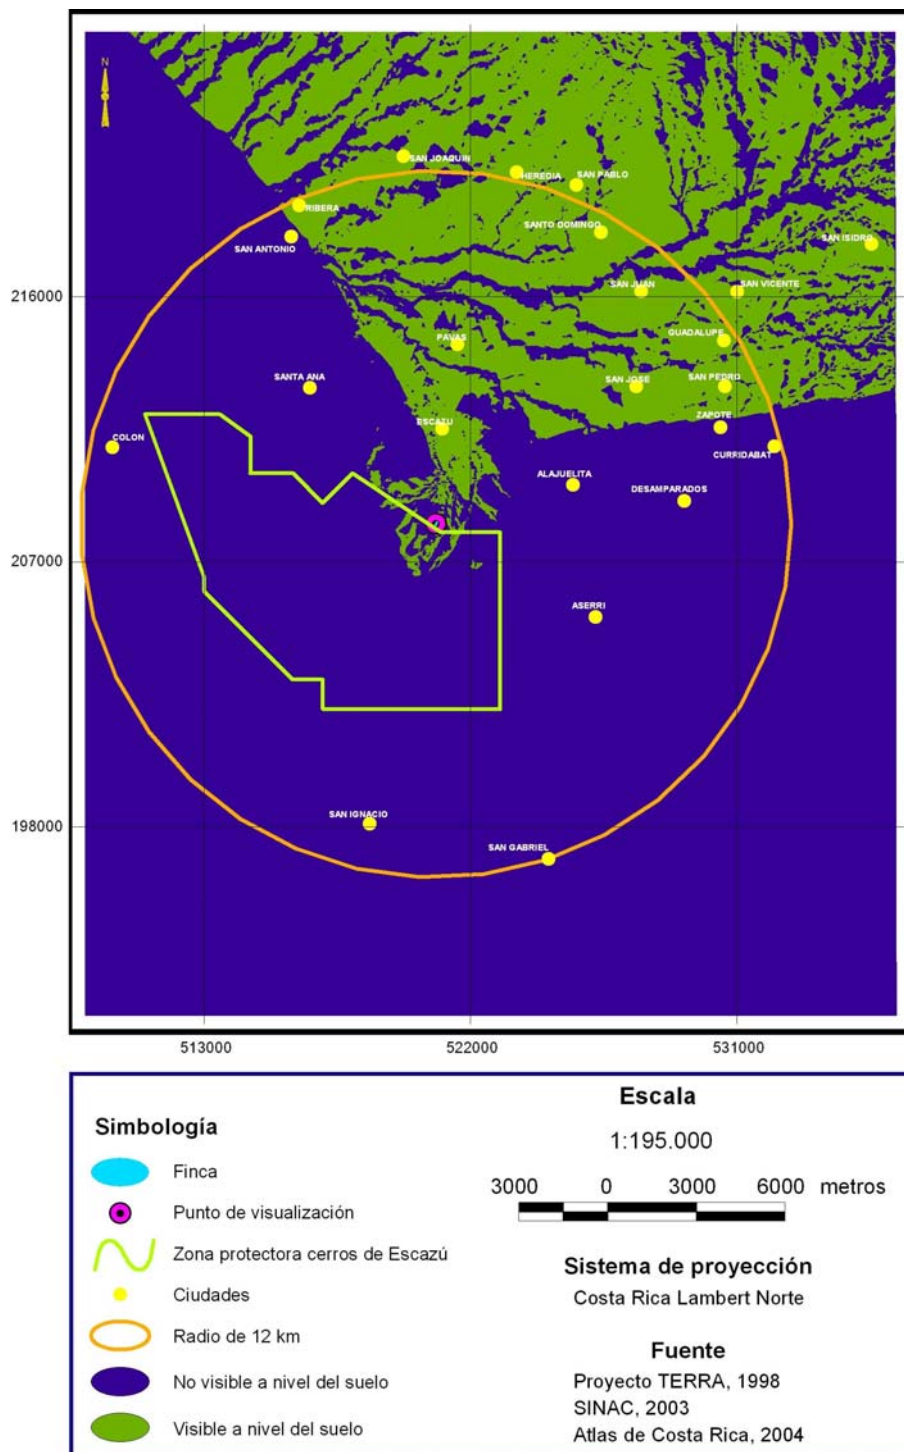 N
SAN JOAQUIN
HEREDIA
SAN PABLO
RIBERA
SANTO DOMINGO
SAN ANTONIO
SAN ISIDRO
216000
SAN JUAN
SAN VICENTE
PAVAS
GUADALUPE
SANTA ANA
SAN JOSE
SAN PEDRO
ESCAZU
ZAPOTE
COLON
CURRIDABAT
ALAJUELITA
DESAMPARADOS
207000
ASERRI
SAN IGNACIO
198000
SAN GABRIEL
513000 522000 531000
Simbología
Finca
Punto de visualización
Zona protectora cerros de Escazú
Ciudades
Radio de 12 km
No visible a nivel del suelo
Visible a nivel del suelo
Escala
1:195.000
3000 0 3000 6000 metros
Sistema de proyección
Costa Rica Lambert Norte
Fuente
Proyecto TERRA, 1998
SINAC, 2003
Atlas de Costa Rica, 2004